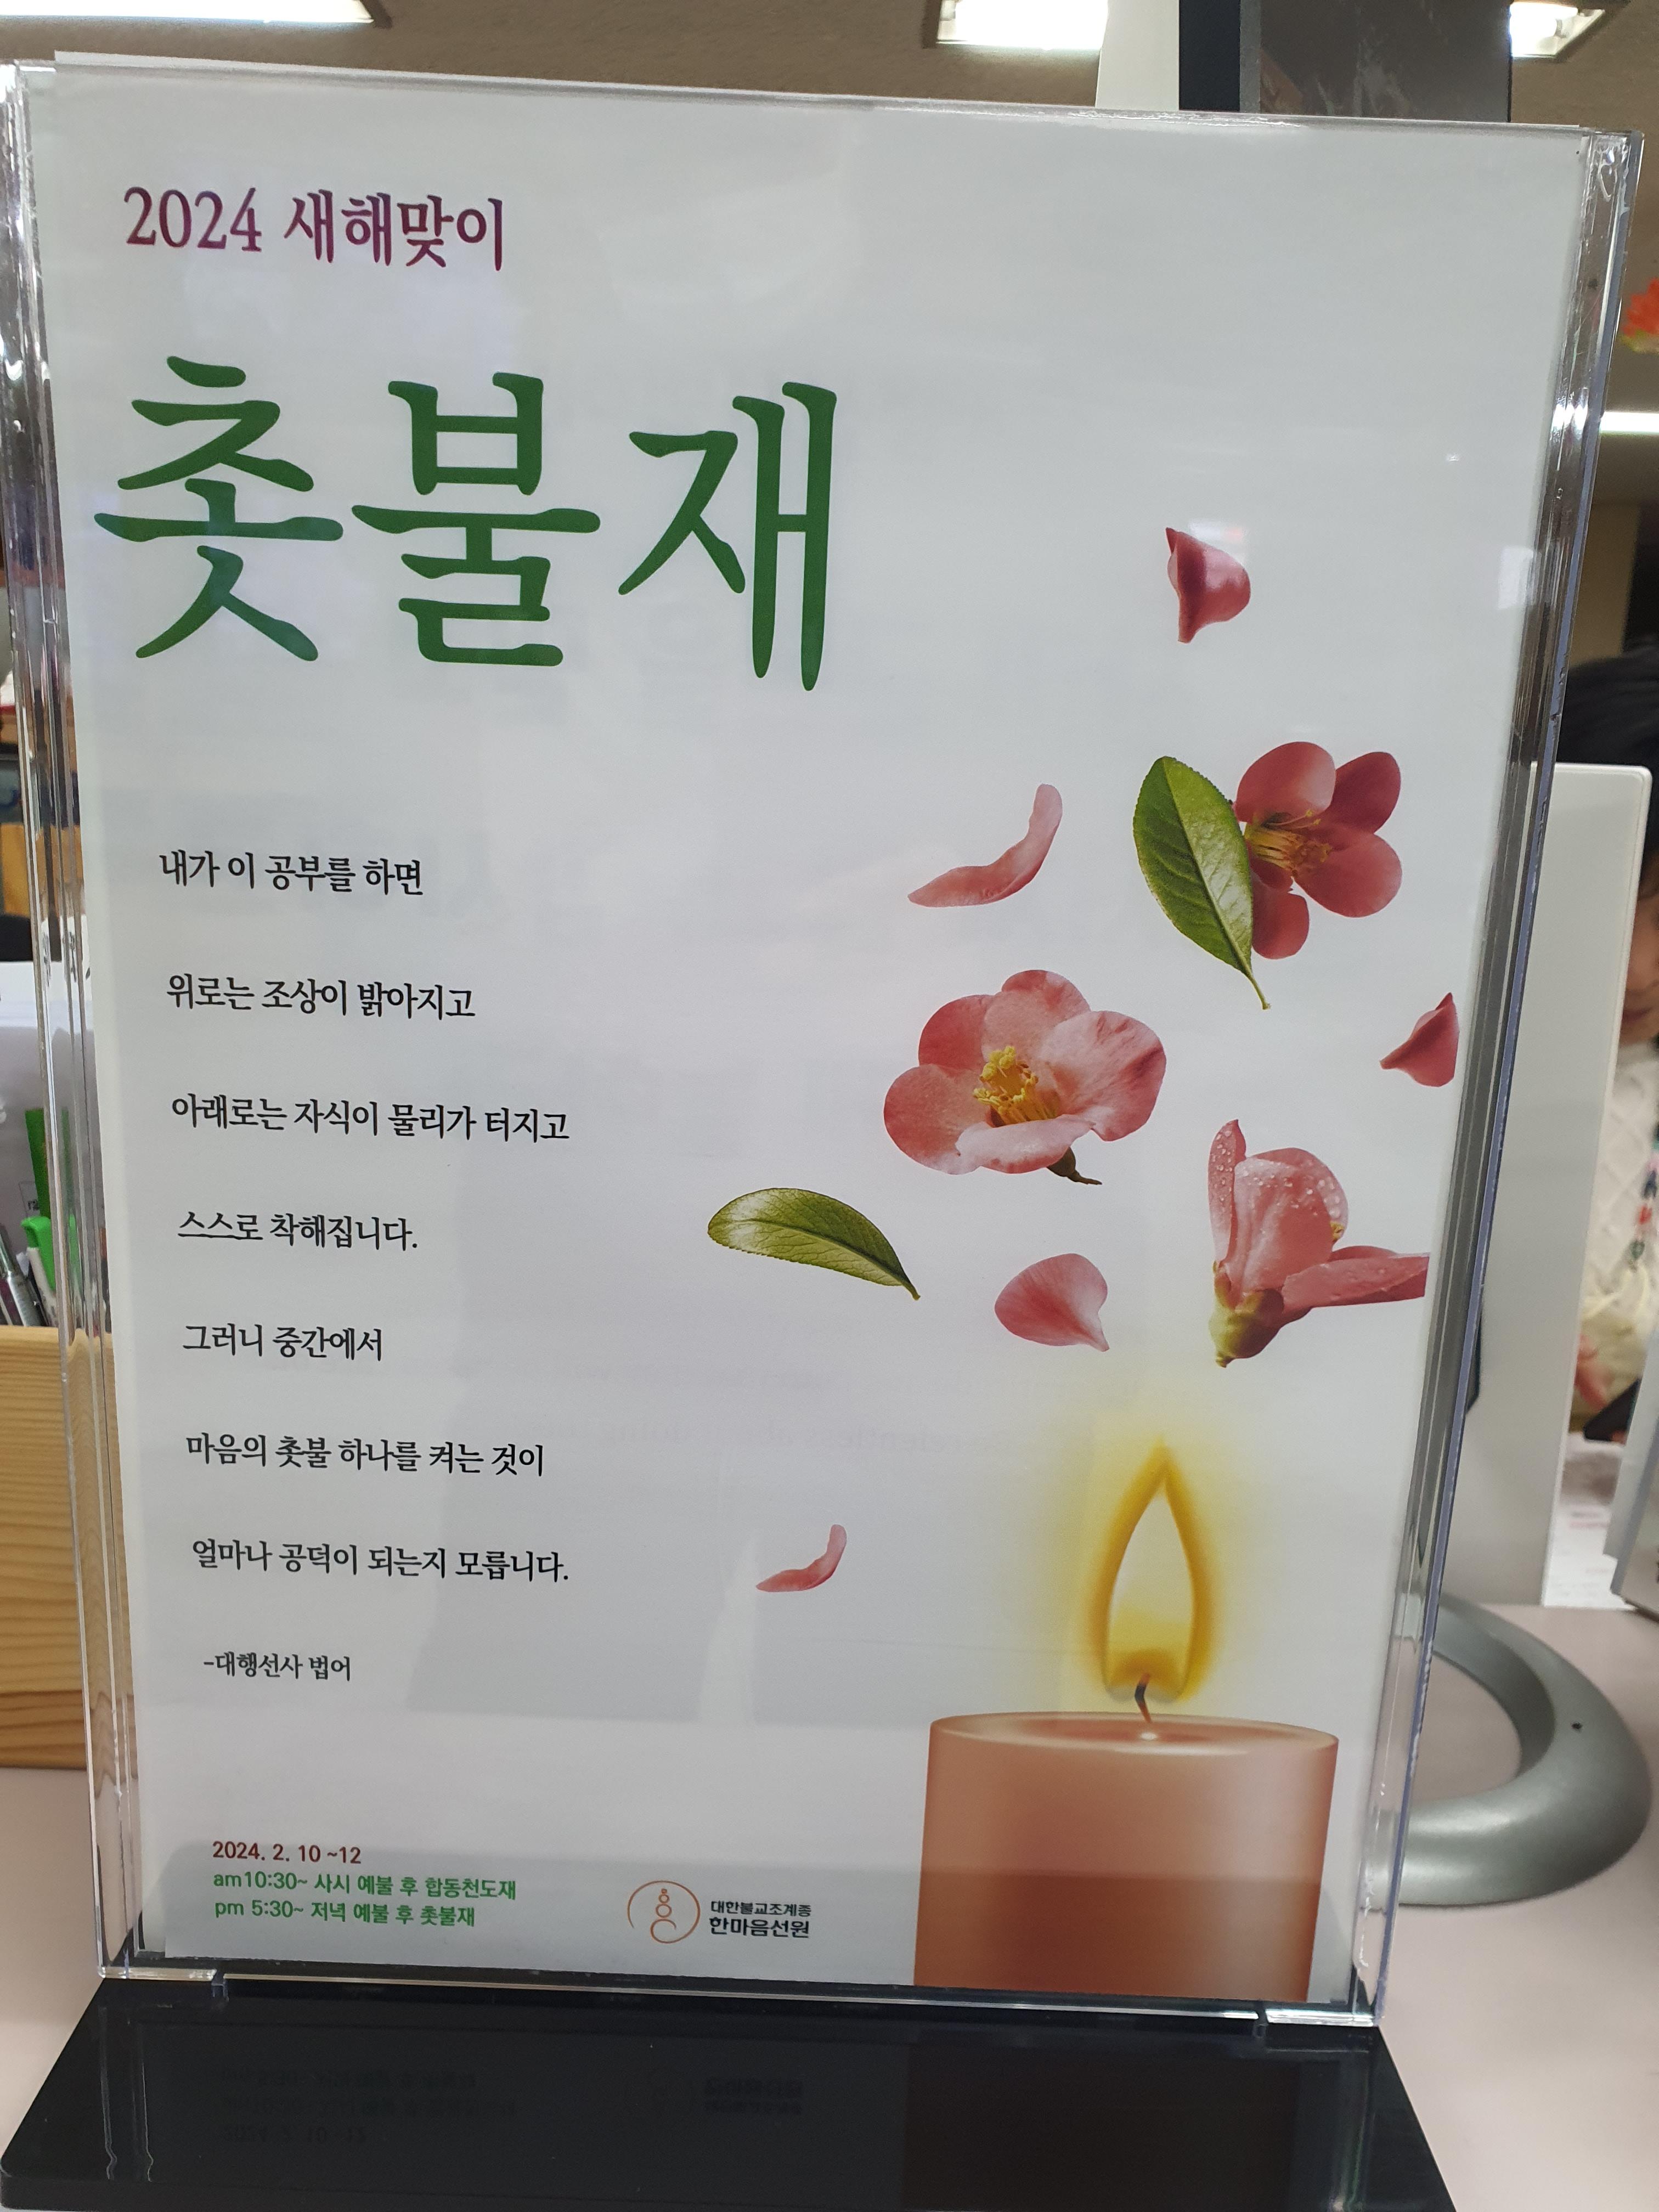 2024 새해맞이
촛불재
내가 이 공부를 하면
위로는 조상이 밝아지고
아래로는 자식이 물리가 터지고
스스로 착해집니다.
그러니 중간에서
마음의 촛불 하나를 켜는 것이
얼마나 공덕이 되는지 모릅니다.
-대행선사 법어
2024. 2. 10 ~12
am10:30~ 사시 예불 후 합동천도재
pm 5:30~ 저녁 예불 후 촛불재
대한불교조계종
한마음선원